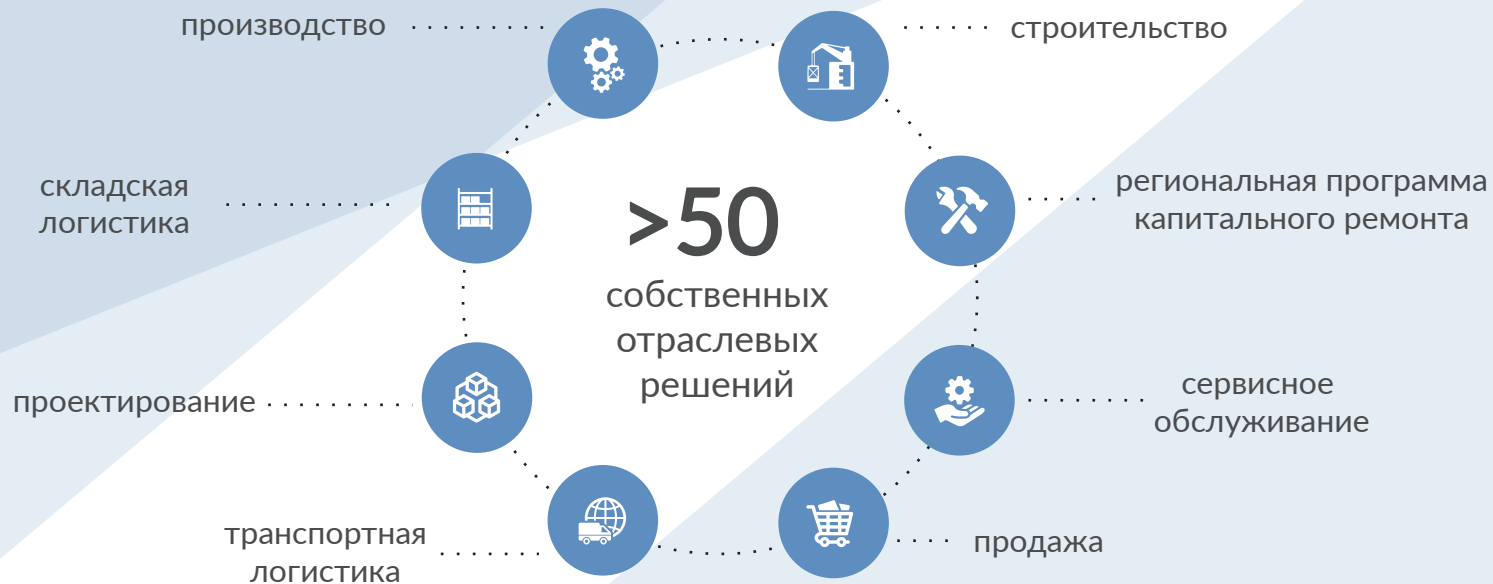 производство
строительство
складская
логистика
региональная программа
капитального ремонта
>50
собственных
отраслевых
решений
проектирование
сервисное
обслуживание
транспортная
логистика
продажа